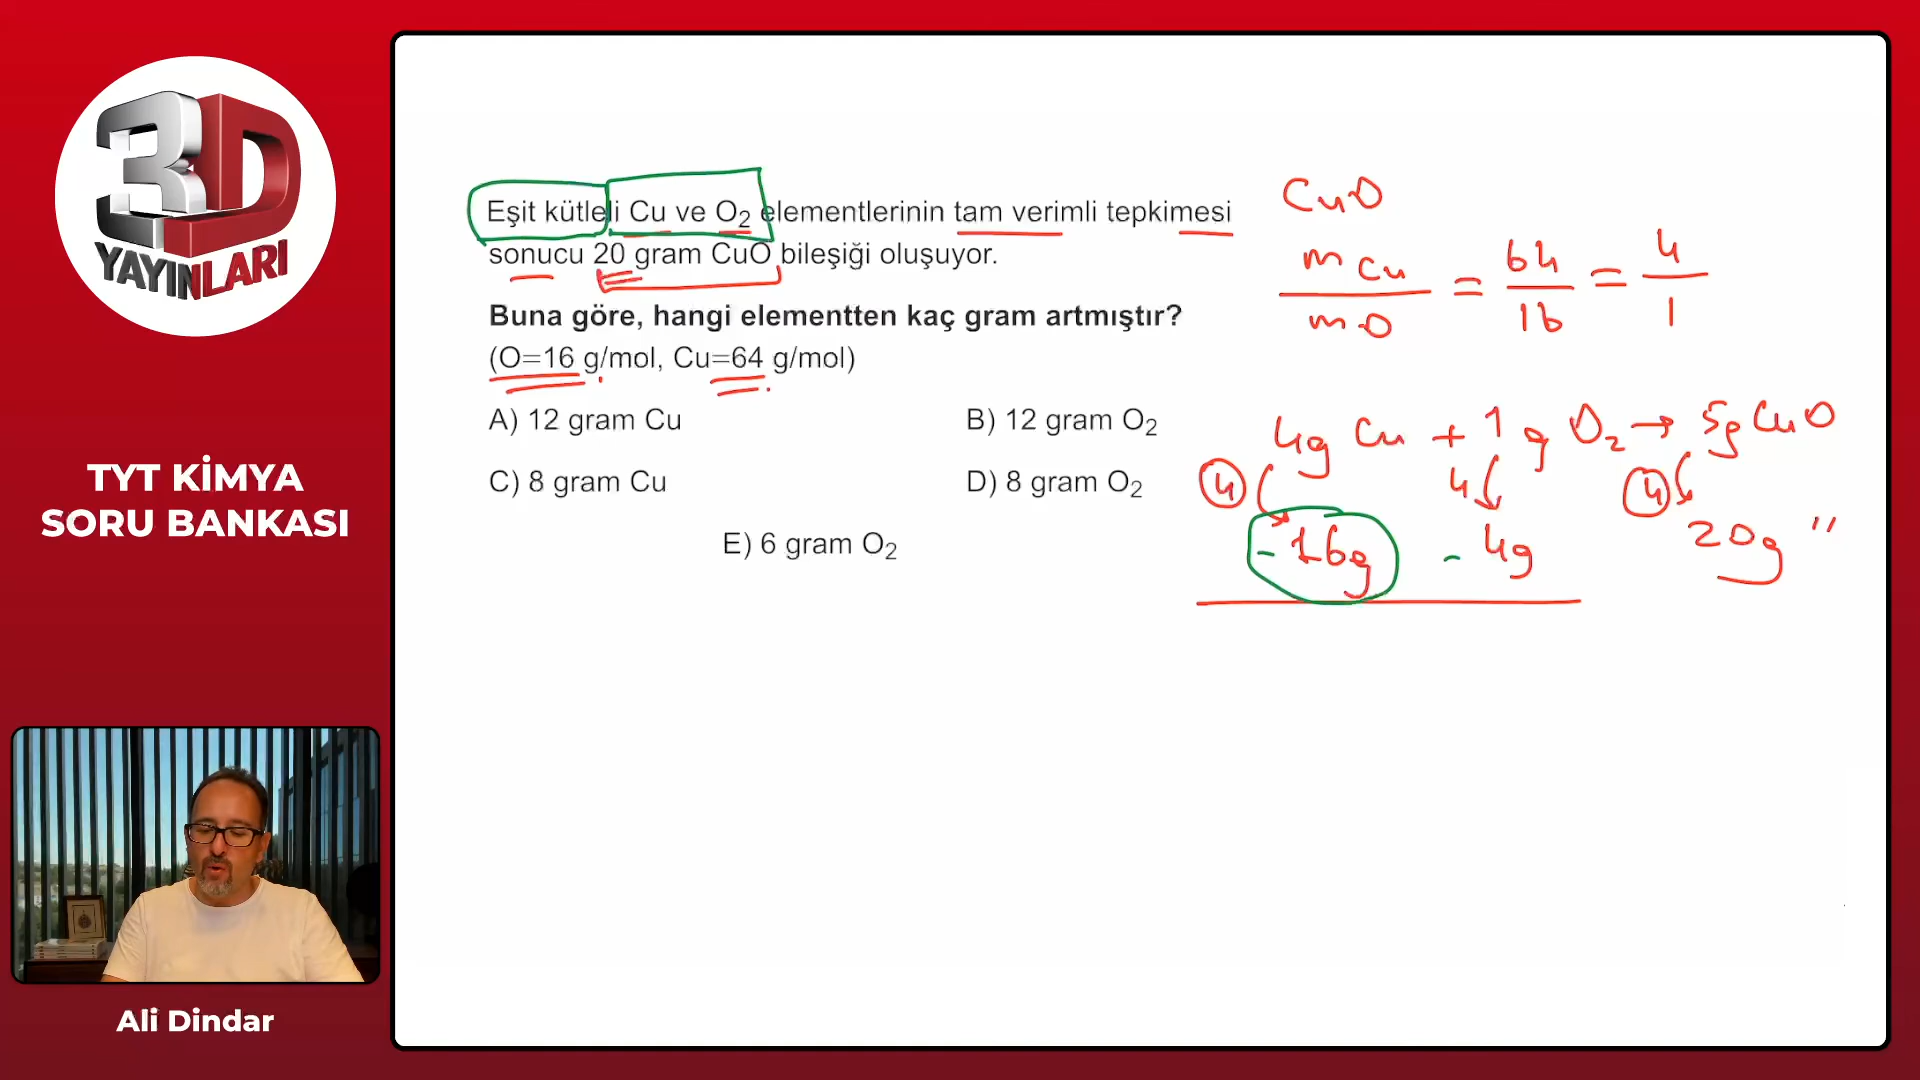 3D
YAYINLARI
TYT KİMYA
SORU BANKASI
Ali Dindar
Eşit kütleli Cu ve O₂ elementlerinin tam verimli tepkimesi
sonucu 20 gram CuO bileşiği oluşuyor.
Buna göre, hangi elementten kaç gram artmıştır?
(O=16 g/mol, Cu=64 g/mol)
A) 12 gram Cu
B) 12 gram O₂
C) 8 gram Cu
D) 8 gram O₂
E) 6 gram O₂
CuO
m Cu / m O = 64 / 16 = 4 / 1
4g Cu + 1 g O₂ → 5g CuO
4 4 4
- 16g - 4g 20g "